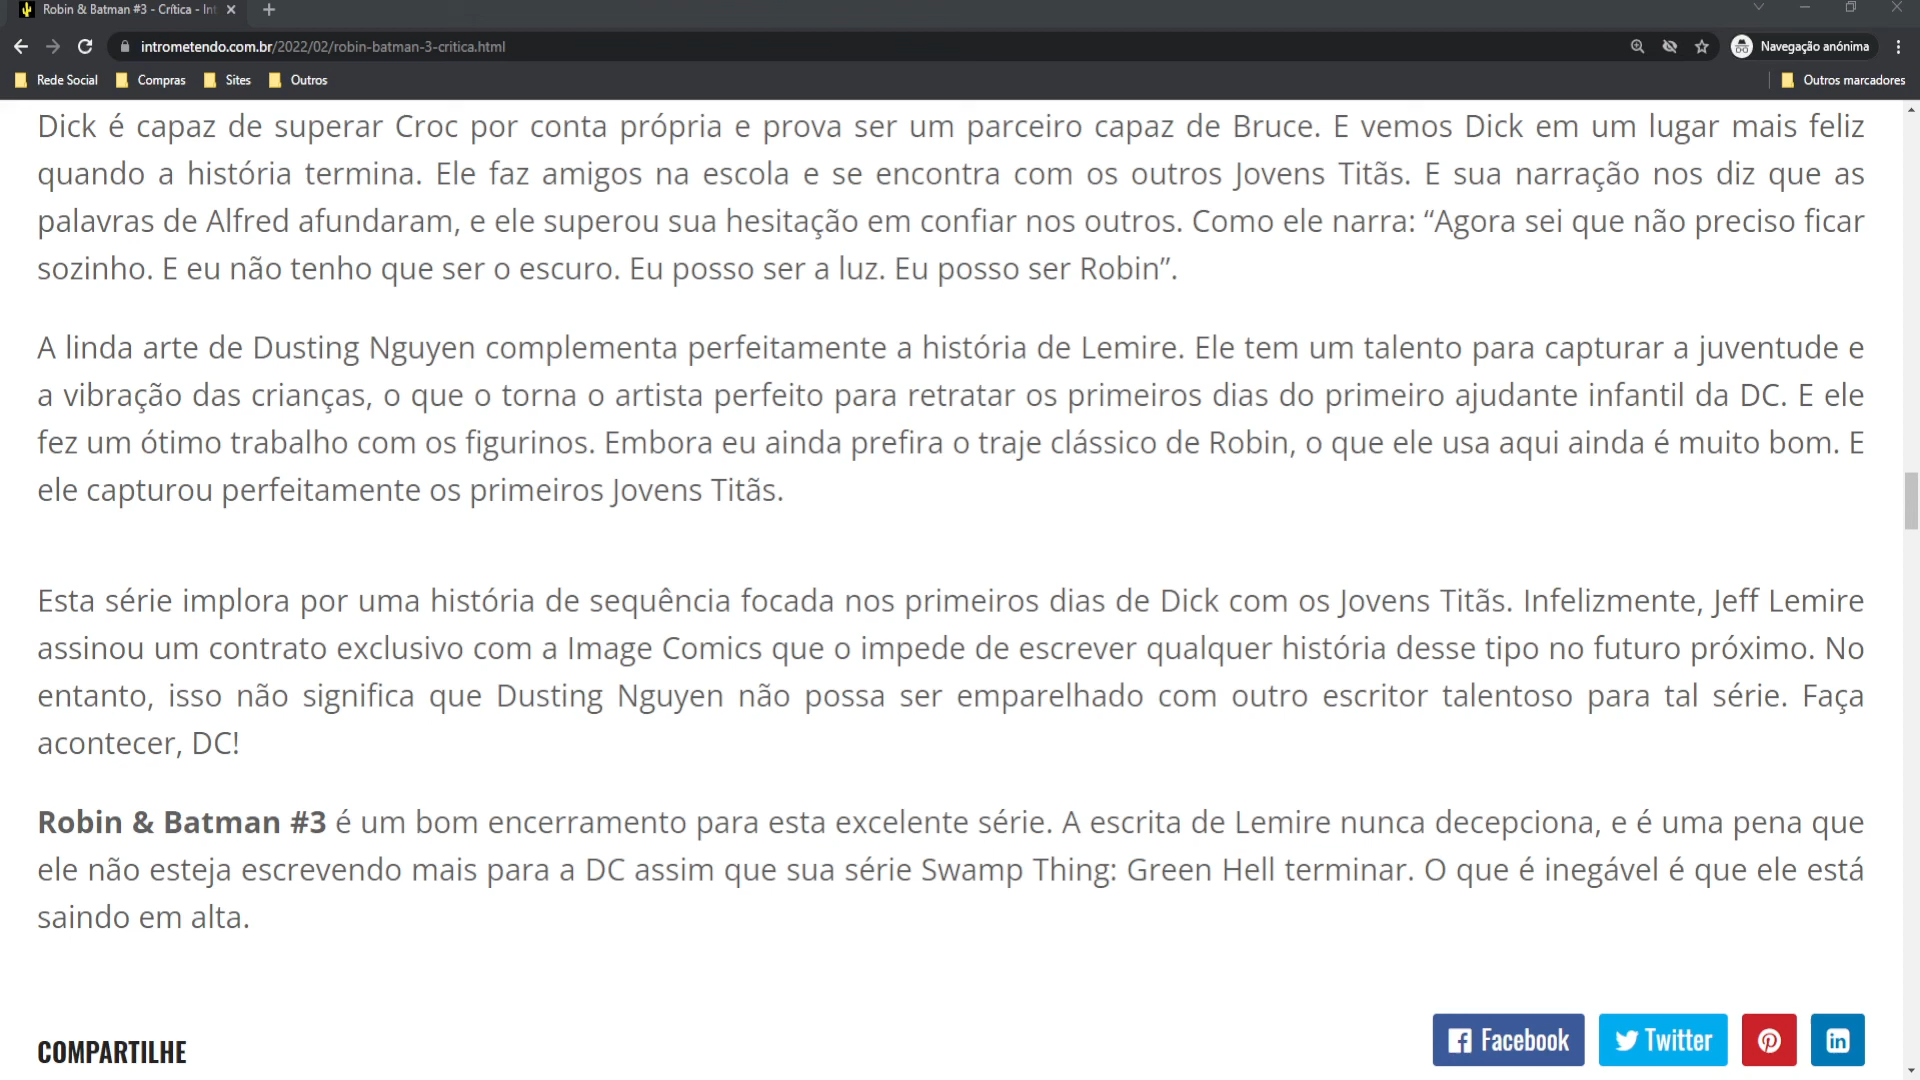 Robin & Batman #3 - Crítica - Int
intrometendo.com.br/2022/02/robin-batman-3-critica.html
Navegação anónima
Rede Social
Compras
Sites
Outros
Outros marcadores
Dick é capaz de superar Croc por conta própria e prova ser um parceiro capaz de Bruce. E vemos Dick em um lugar mais feliz
quando a história termina. Ele faz amigos na escola e se encontra com os outros Jovens Titãs. E sua narração nos diz que as
palavras de Alfred afundaram, e ele superou sua hesitação em confiar nos outros. Como ele narra: “Agora sei que não preciso ficar
sozinho. E eu não tenho que ser o escuro. Eu posso ser a luz. Eu posso ser Robin”.
A linda arte de Dusting Nguyen complementa perfeitamente a história de Lemire. Ele tem um talento para capturar a juventude e
a vibração das crianças, o que o torna o artista perfeito para retratar os primeiros dias do primeiro ajudante infantil da DC. E ele
fez um ótimo trabalho com os figurinos. Embora eu ainda prefira o traje clássico de Robin, o que ele usa aqui ainda é muito bom. E
ele capturou perfeitamente os primeiros Jovens Titãs.
Esta série implora por uma história de sequência focada nos primeiros dias de Dick com os Jovens Titãs. Infelizmente, Jeff Lemire
assinou um contrato exclusivo com a Image Comics que o impede de escrever qualquer história desse tipo no futuro próximo. No
entanto, isso não significa que Dusting Nguyen não possa ser emparelhado com outro escritor talentoso para tal série. Faça
acontecer, DC!
Robin & Batman #3 é um bom encerramento para esta excelente série. A escrita de Lemire nunca decepciona, e é uma pena que
ele não esteja escrevendo mais para a DC assim que sua série Swamp Thing: Green Hell terminar. O que é inegável é que ele está
saindo em alta.
COMPARTILHE
Facebook
Twitter
in